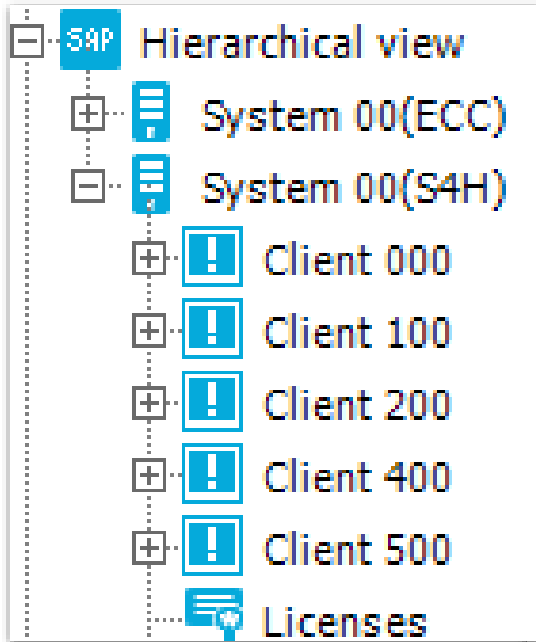 SAP Hierarchical view
System 00(ECC)
System 00(S4H)
Client 000
Client 100
Client 200
Client 400
Client 500
Licenses